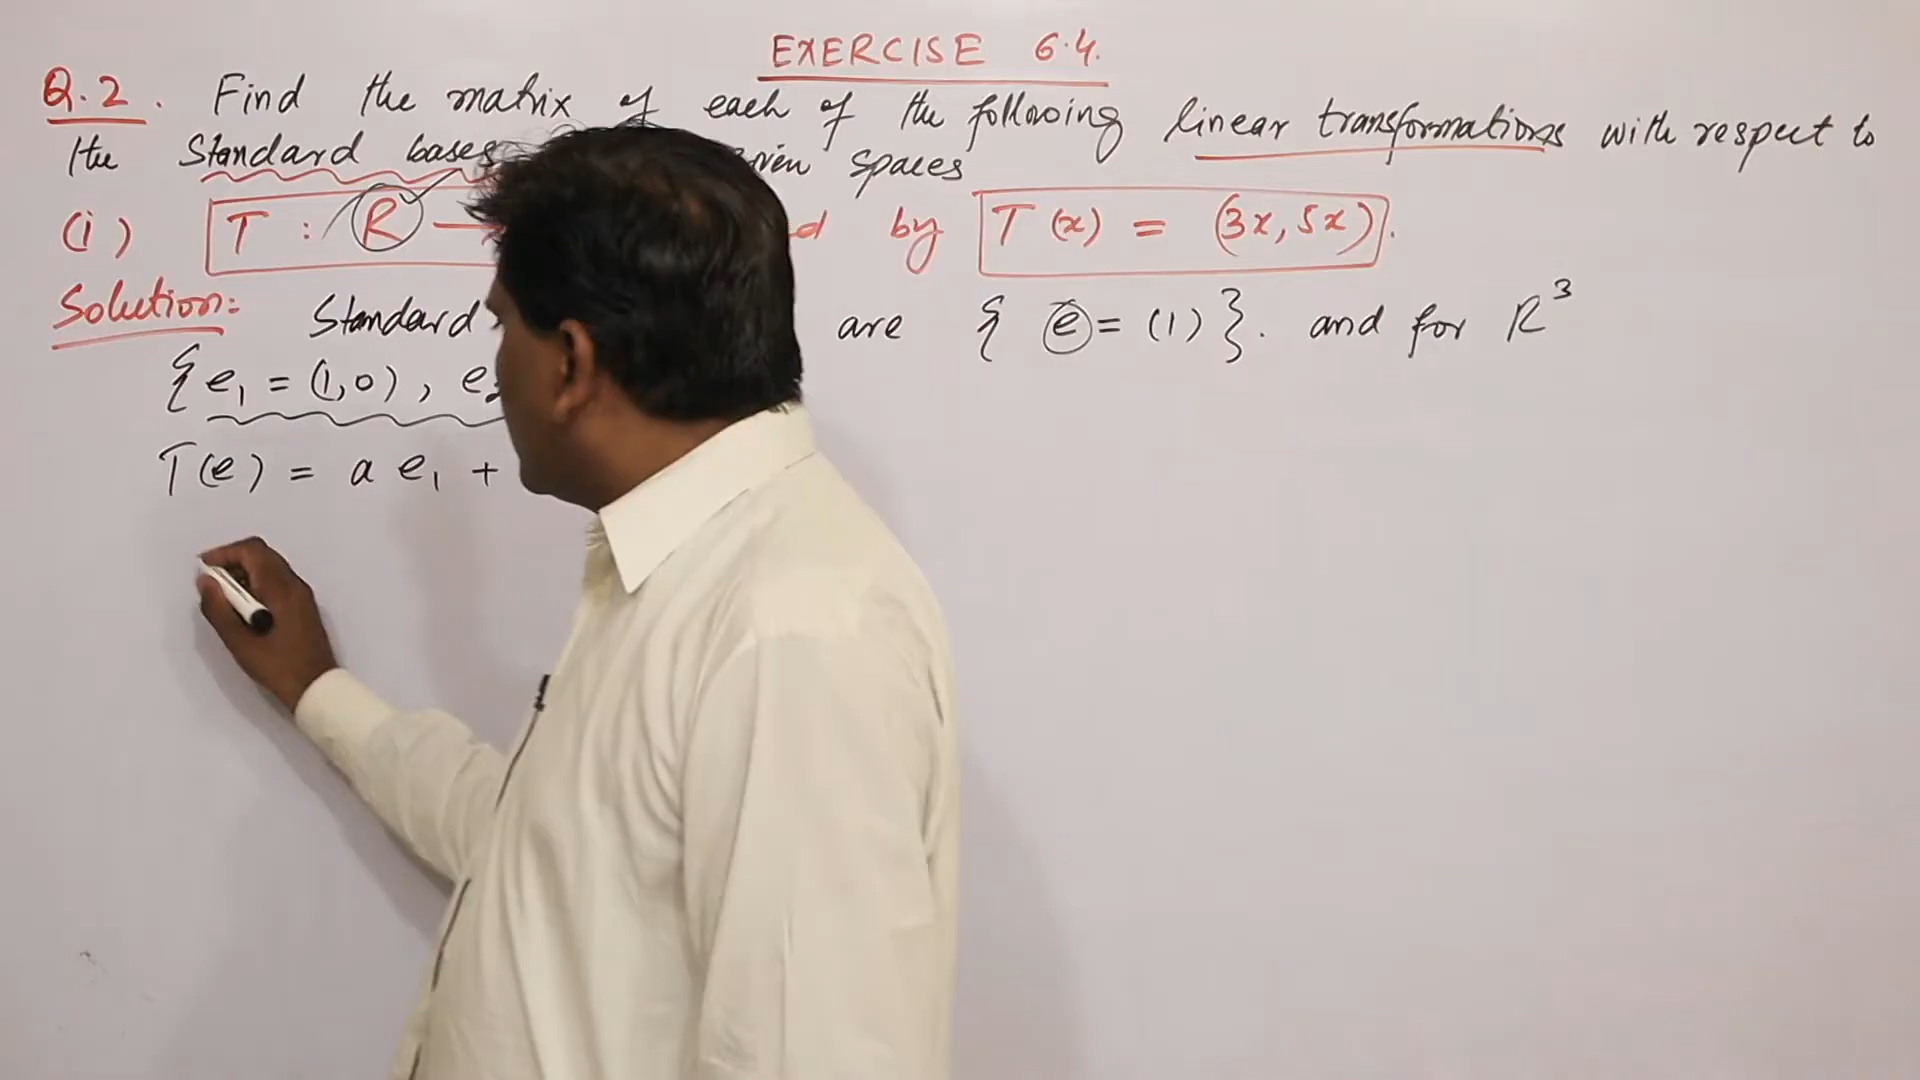 EXERCISE 6.4.
Q.2. Find the matrix of each of the following linear transformations with respect to
the Standard bases spaces
(i) T : R → by T(x) = (3x, 5x).
Solution: Standard are { e = (1) }. and for R³
{ e₁ = (1,0), e₂
T(e) = a e₁ +